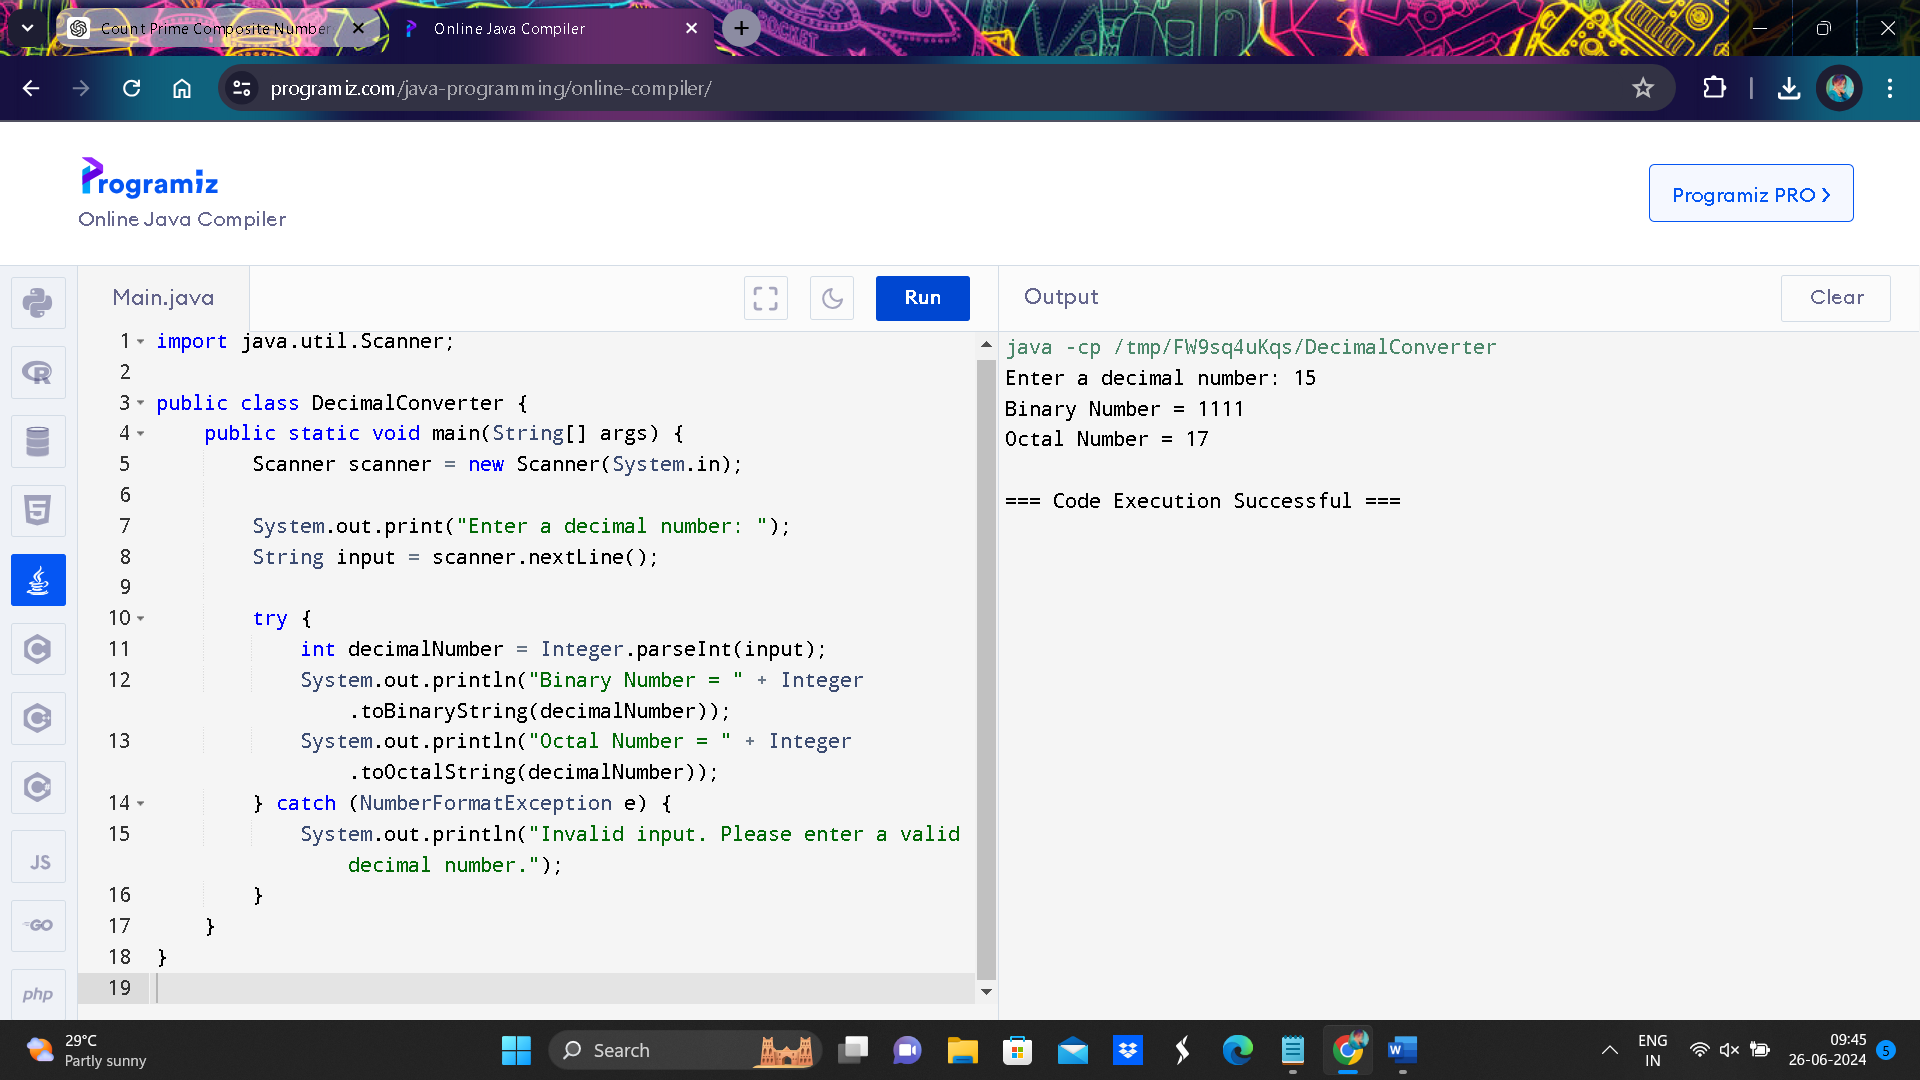 Count Prime Composite Number
Online Java Compiler
programiz.com/java-programming/online-compiler/
Programiz
Online Java Compiler
Programiz PRO
Main.java
Run
Output
Clear
1 import java.util.Scanner;
2
3 public class DecimalConverter {
4 public static void main(String[] args) {
5 Scanner scanner = new Scanner(System.in);
6
7 System.out.print("Enter a decimal number: ");
8 String input = scanner.nextLine();
9
10 try {
11 int decimalNumber = Integer.parseInt(input);
12 System.out.println("Binary Number = " + Integer
.toBinaryString(decimalNumber));
13 System.out.println("Octal Number = " + Integer
.toOctalString(decimalNumber));
14 } catch (NumberFormatException e) {
15 System.out.println("Invalid input. Please enter a valid
decimal number.");
16 }
17 }
18 }
19
java -cp /tmp/FW9sq4uKqs/DecimalConverter
Enter a decimal number: 15
Binary Number = 1111
Octal Number = 17
=== Code Execution Successful ===
R
5
C
C
C
JS
GO
php
29°C
Partly sunny
Search
W
ENG
IN
09:45
26-06-2024
5